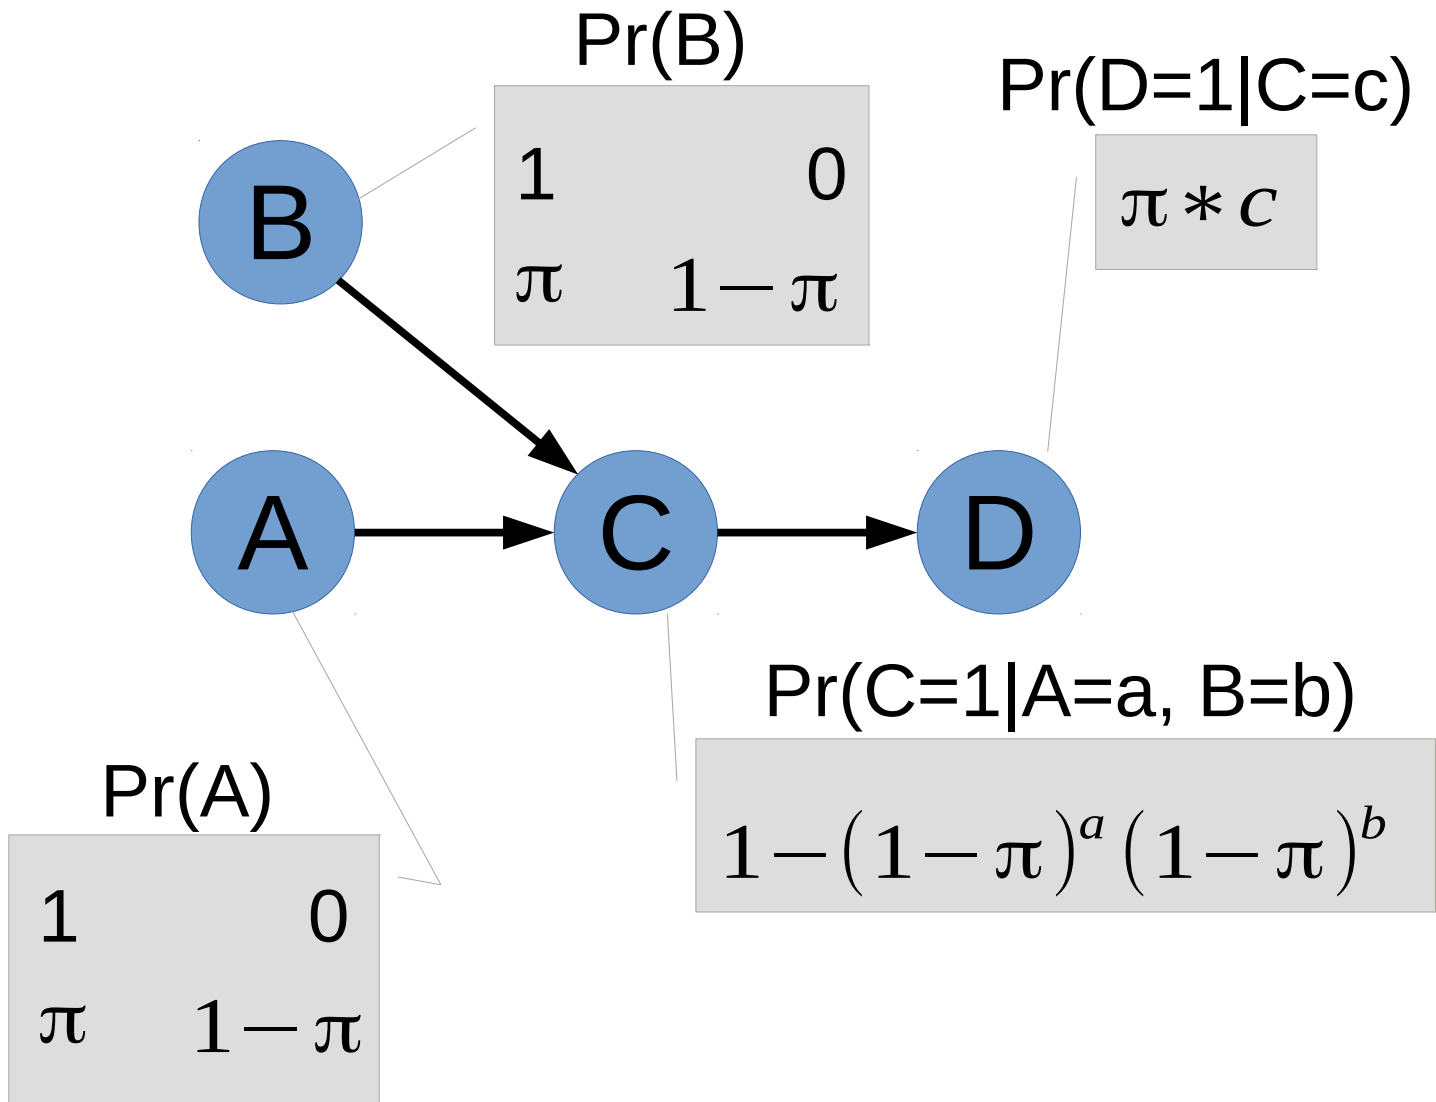 Pr(B)
1 0
π 1−π
Pr(D=1|C=c)
π*c
B
A
C
D
Pr(C=1|A=a, B=b)
1−(1−π)^a (1−π)^b
Pr(A)
1 0
π 1−π